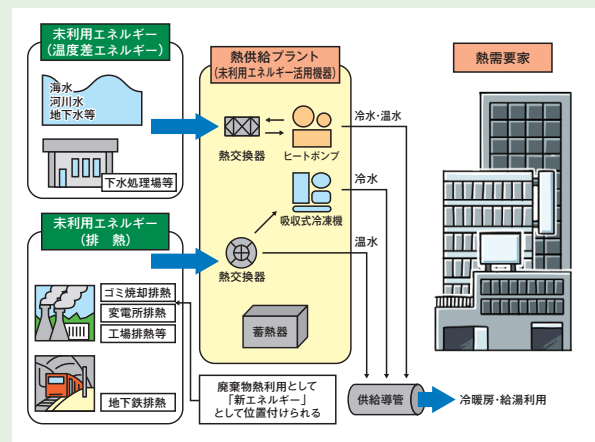 未利用エネルギー
(温度差エネルギー)
海水
河川水
地下水等
下水処理場等
熱供給プラント
(未利用エネルギー活用機器)
熱交換器
ヒートポンプ
冷水・温水
冷水
吸収式冷凍機
温水
熱交換器
蓄熱器
熱需要家
未利用エネルギー
(排　熱)
ゴミ焼却排熱
変電所排熱
工場排熱等
地下鉄排熱
廃棄物熱利用として
「新エネルギー」
として位置付けられる
供給導管
冷暖房・給湯利用